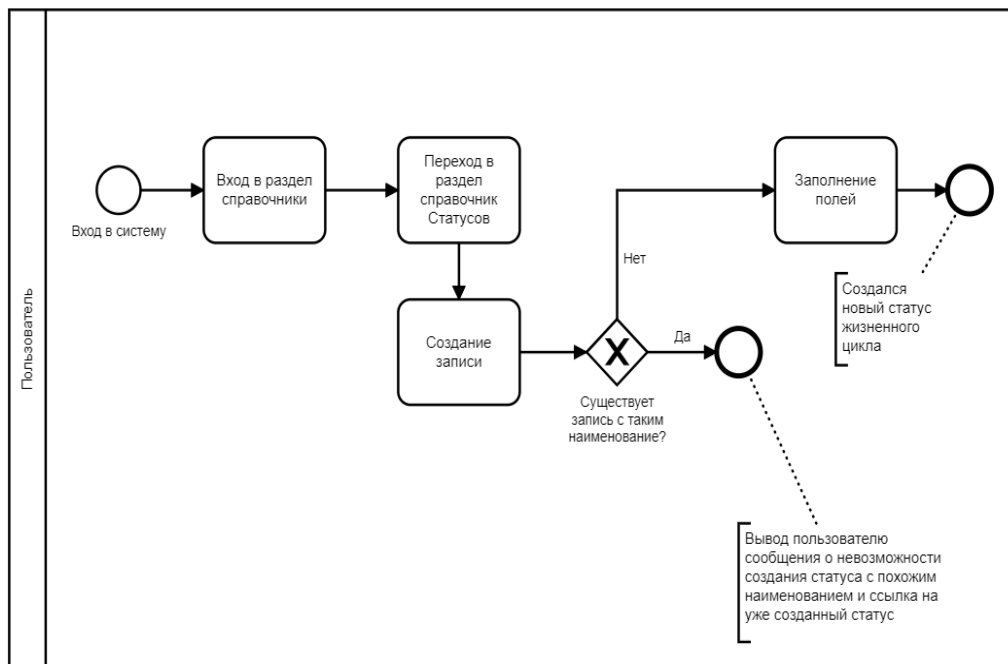 Пользователь
Вход в систему
Вход в раздел
справочники
Переход в
раздел
справочник
Статусов
Создание
записи
Существует
запись с таким
наименование?
Нет
Да
Заполнение
полей
Создался
новый статус
жизненного
цикла
Вывод пользователю
сообщения о невозможности
создания статуса с похожим
наименованием и ссылка на
уже созданный статус